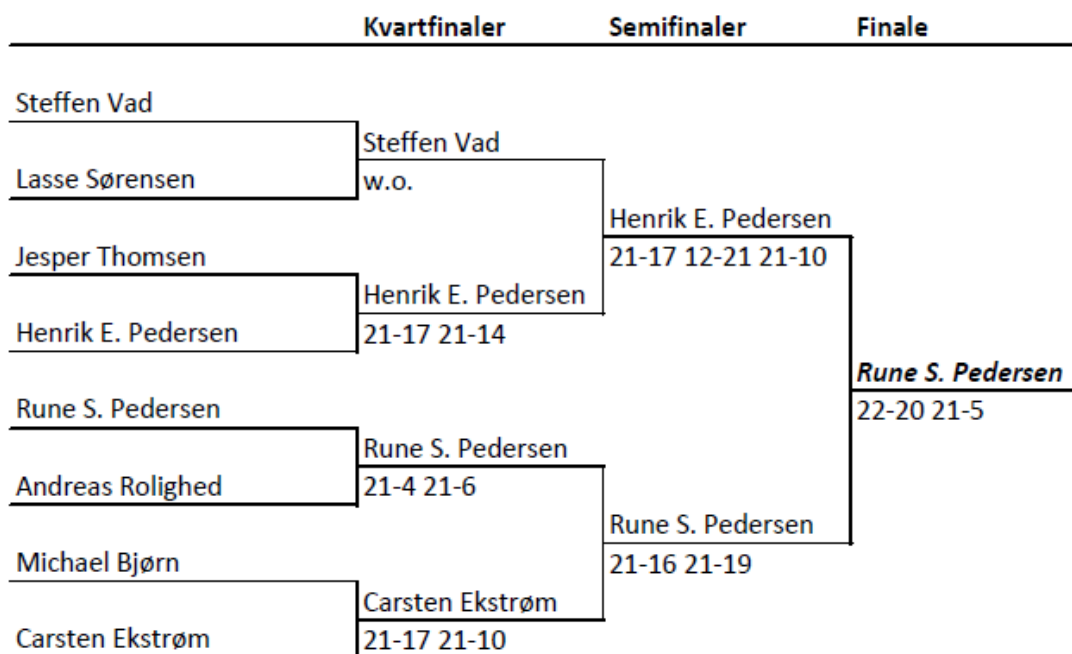 Kvartfinaler Semifinaler Finale
Steffen Vad
Steffen Vad
Lasse Sørensen
w.o.
Henrik E. Pedersen
Jesper Thomsen
21-17 12-21 21-10
Henrik E. Pedersen
Henrik E. Pedersen
21-17 21-14
Rune S. Pedersen
Rune S. Pedersen
22-20 21-5
Rune S. Pedersen
Andreas Rolighed
21-4 21-6
Rune S. Pedersen
Michael Bjørn
21-16 21-19
Carsten Ekstrøm
Carsten Ekstrøm
21-17 21-10